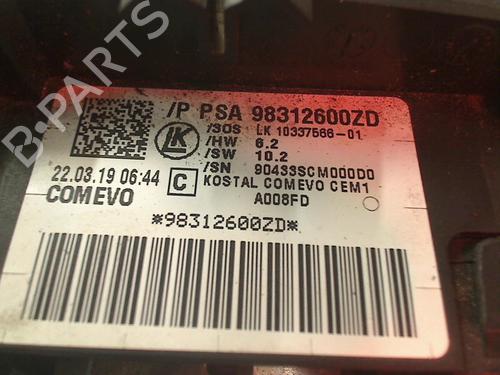 /P PSA 98312600ZD
/SOS LK 10337566-01
/HW 6.2
/SW 10.2
/SN 90433SCM000D0
KOSTAL COMEVO CEM1
A008FD
LK
22.03.19 06:44
C
COMEVO
*98312600ZD*
B-PARTS